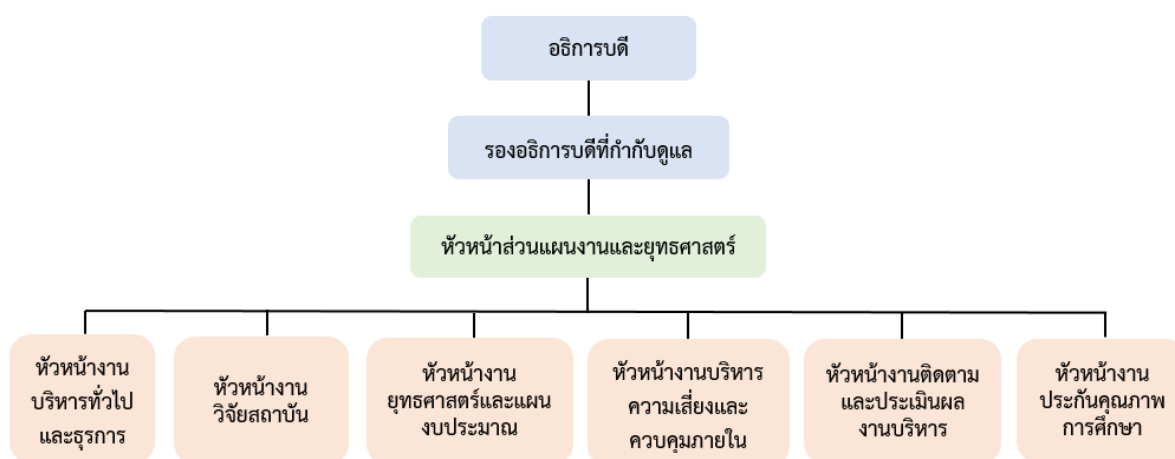 อธิการบดี
รองอธิการบดีที่กำกับดูแล
หัวหน้าส่วนแผนงานและยุทธศาสตร์
หัวหน้างาน
บริหารทั่วไป
และธุรการ
หัวหน้างาน
วิจัยสถาบัน
หัวหน้างาน
ยุทธศาสตร์และแผน
งบประมาณ
หัวหน้างานบริหาร
ความเสี่ยงและ
ควบคุมภายใน
หัวหน้างานติดตาม
และประเมินผล
งานบริหาร
หัวหน้างาน
ประกันคุณภาพ
การศึกษา